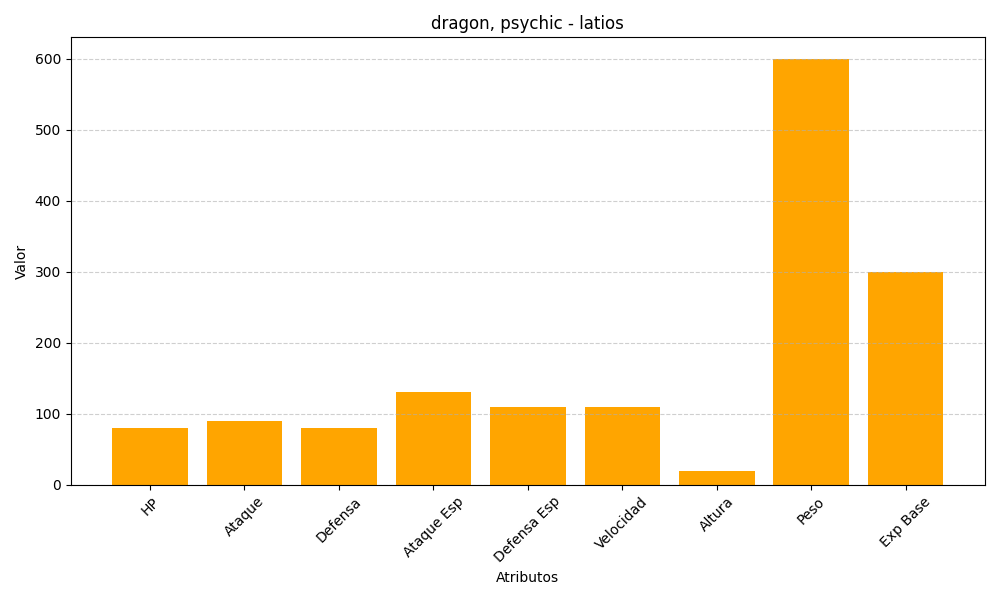 dragon, psychic - latios
600
500
400
300
200
100
0
Valor
HP
Ataque
Defensa
Ataque Esp
Defensa Esp
Velocidad
Altura
Peso
Exp Base
Atributos